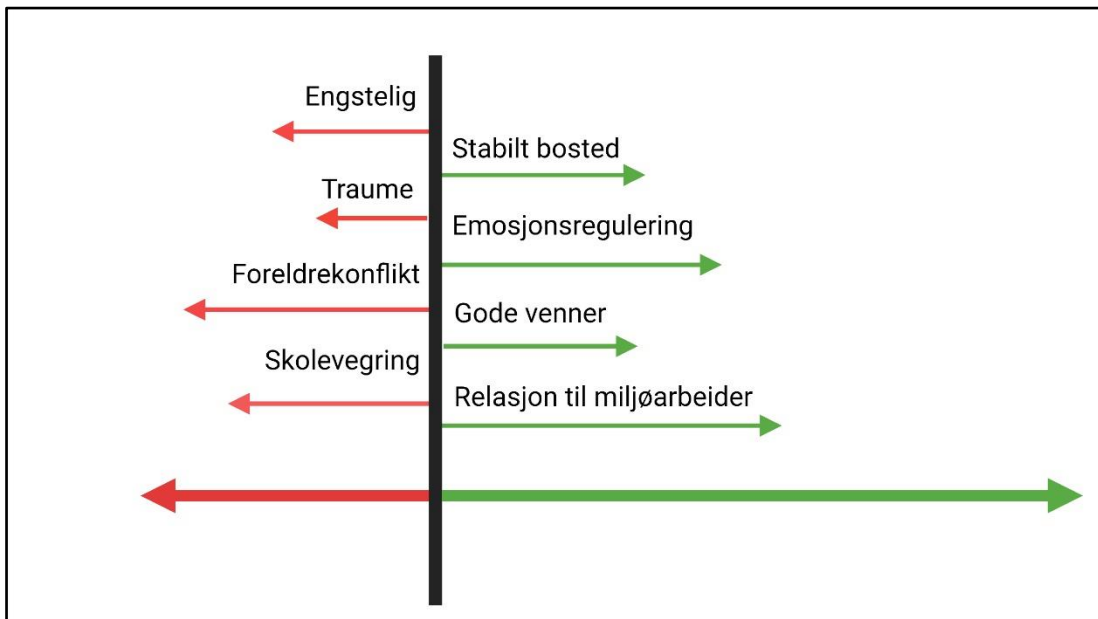 Engstelig
Stabilt bosted
Traume
Emosjonsregulering
Foreldrekonflikt
Gode venner
Skolevegring
Relasjon til miljøarbeider